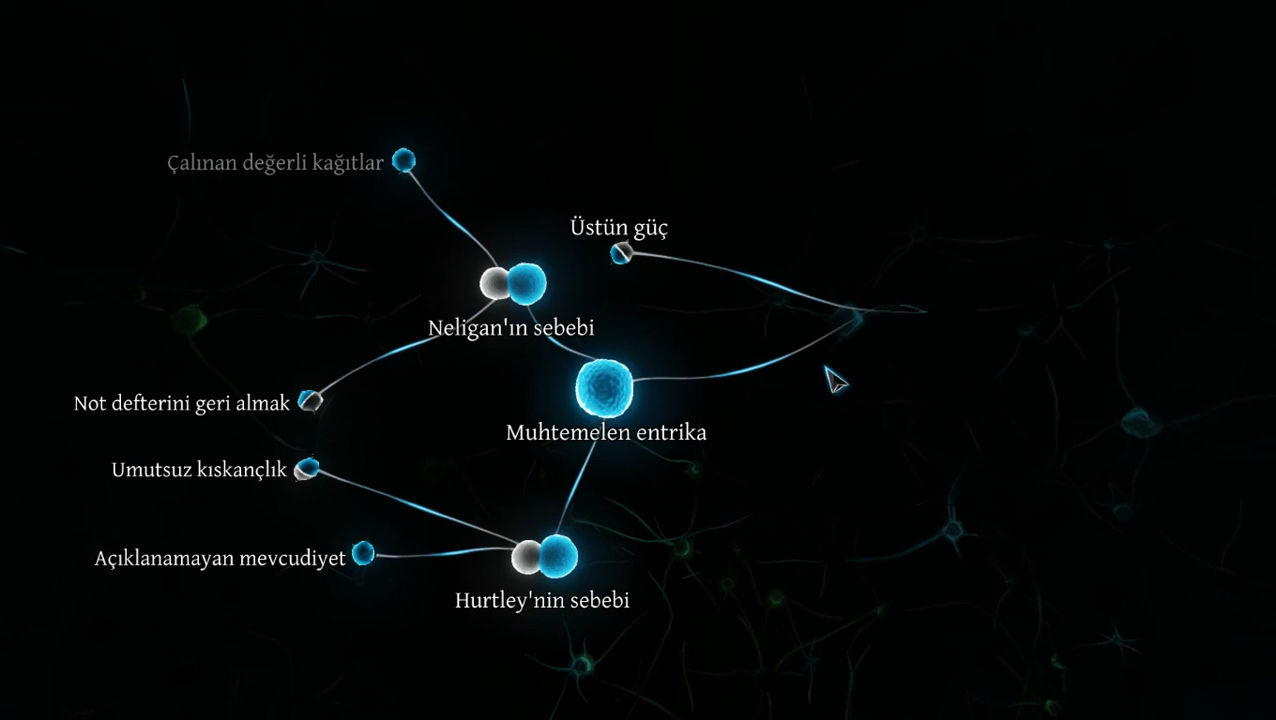 Çalınan değerli kağıtlar
Üstün güç
Neligan'ın sebebi
Not defterini geri almak
Muhtemelen entrika
Umutsuz kıskançlık
Açıklanamayan mevcudiyet
Hurtley'nin sebebi